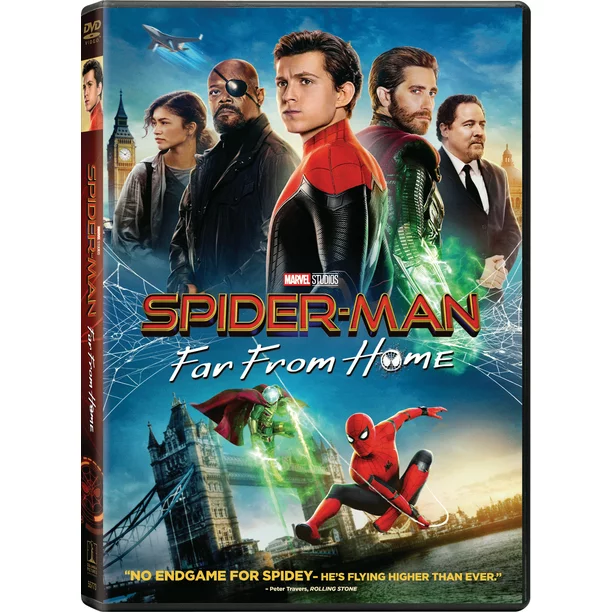 DVD
VIDEO
SPIDER-MAN
Far From Home
MARVEL STUDIOS
SPIDER-MAN
Far From Home
"NO ENDGAME FOR SPIDEY– HE'S FLYING HIGHER THAN EVER."
– Peter Travers, ROLLING STONE